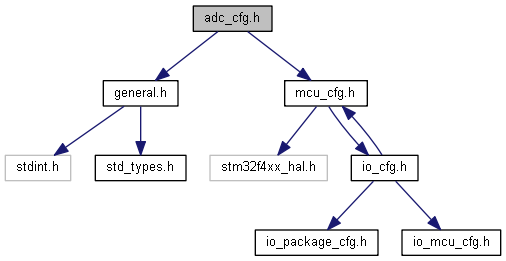 adc_cfg.h
general.h
mcu_cfg.h
stdint.h
std_types.h
stm32f4xx_hal.h
io_cfg.h
io_package_cfg.h
io_mcu_cfg.h